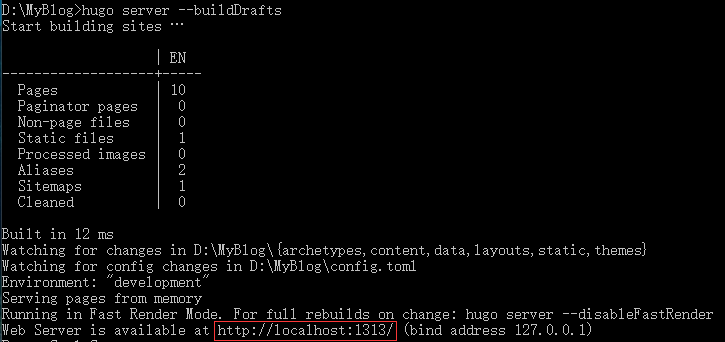 D:\MyBlog>hugo server --buildDrafts
Start building sites …
| EN
-------------------+-----
Pages | 10
Paginator pages | 0
Non-page files | 0
Static files | 1
Processed images | 0
Aliases | 2
Sitemaps | 1
Cleaned | 0
Built in 12 ms
Watching for changes in D:\MyBlog\{archetypes,content,data,layouts,static,themes}
Watching for config changes in D:\MyBlog\config.toml
Environment: "development"
Serving pages from memory
Running in Fast Render Mode. For full rebuilds on change: hugo server --disableFastRender
Web Server is available at http://localhost:1313/ (bind address 127.0.0.1)